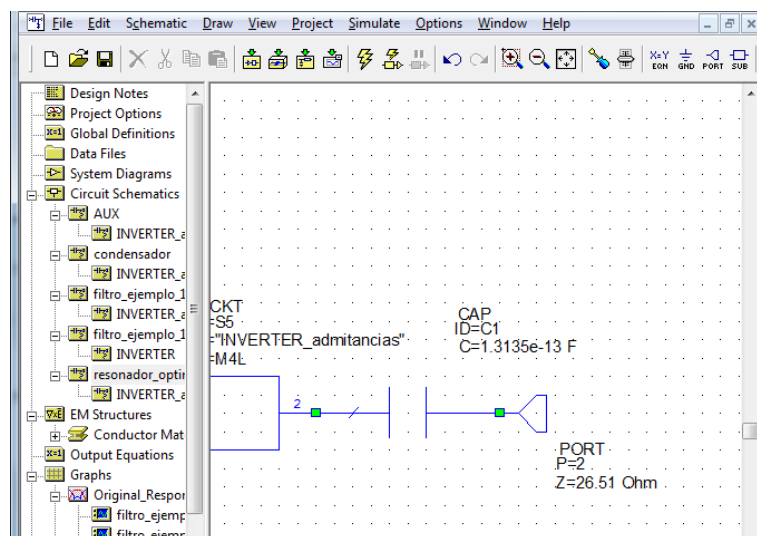 File Edit Schematic Draw View Project Simulate Options Window Help
X=Y EQN GND PORT SUB
Design Notes
Project Options
X=1 Global Definitions
Data Files
System Diagrams
Circuit Schematics
AUX
INVERTER_a
condensador
INVERTER_a
filtro_ejemplo_1
INVERTER_a
filtro_ejemplo_1
INVERTER
resonador_optir
INVERTER_a
EM Structures
Conductor Mat
X=1 Output Equations
Graphs
Original_Respor
filtro_ejemp
filtro_ejemp
CKT
=S5
="INVERTER_admitancias"
=M4L
CAP
ID=C1
C=1.3135e-13 F
2
PORT
P=2
Z=26.51 Ohm